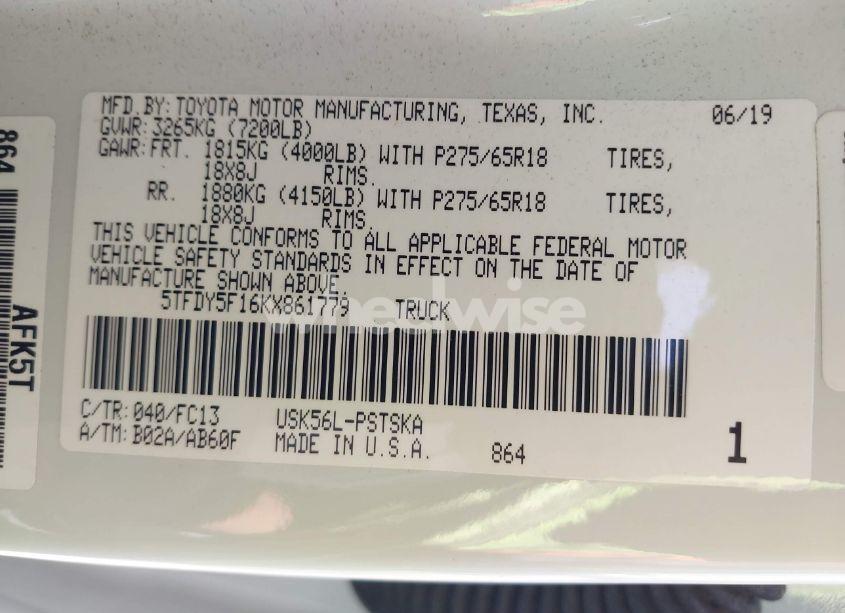 MFD. BY: TOYOTA MOTOR MANUFACTURING, TEXAS, INC. 06/19
GVWR: 3265KG (7200LB)
GAWR: FRT. 1815KG (4000LB) WITH P275/65R18 TIRES,
18X8J RIMS.
RR. 1880KG (4150LB) WITH P275/65R18 TIRES,
18X8J RIMS.
THIS VEHICLE CONFORMS TO ALL APPLICABLE FEDERAL MOTOR
VEHICLE SAFETY STANDARDS IN EFFECT ON THE DATE OF
MANUFACTURE SHOWN ABOVE.
5TFDY5F16KX861779 TRUCK
wheelwise
C/TR: 040/FC13 USK56L-PSTSKA
A/TM: B02A/AB60F MADE IN U.S.A. 864 1
864
AFK5T